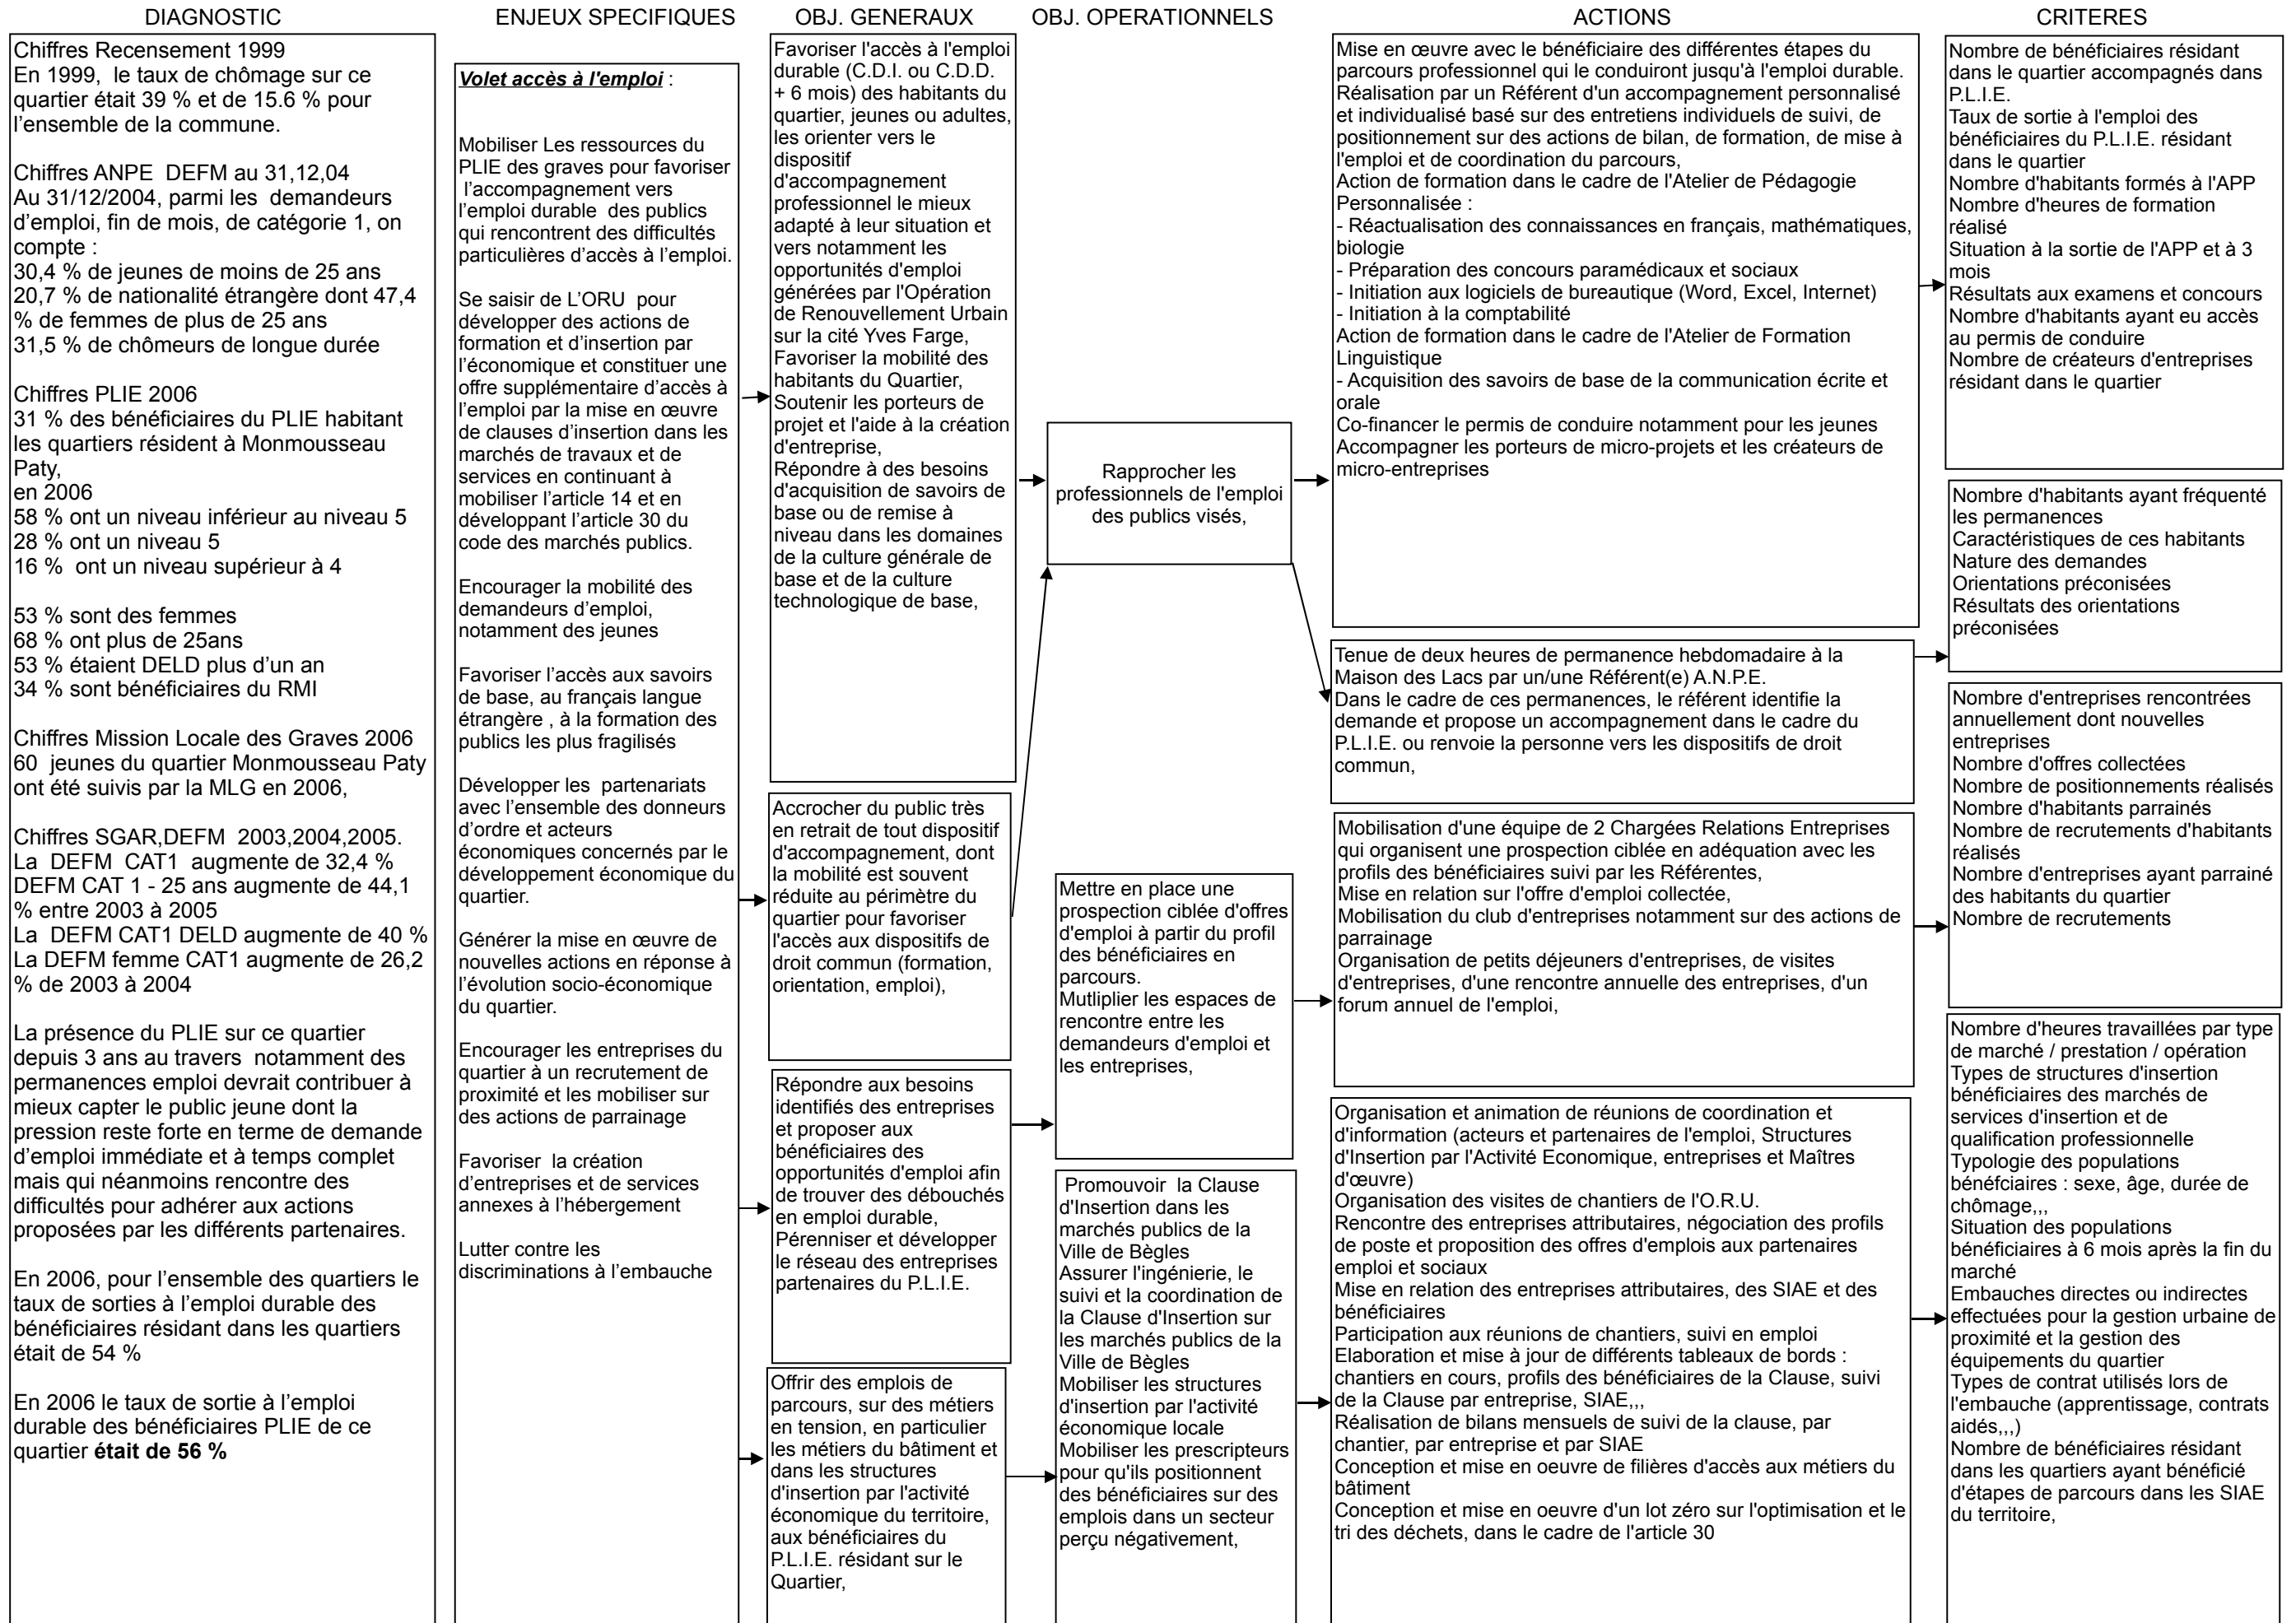 DIAGNOSTIC
ENJEUX SPECIFIQUES
OBJ. GENERAUX
OBJ. OPERATIONNELS
ACTIONS
CRITERES
Chiffres Recensement 1999
En 1999,  le taux de chômage sur ce
quartier était 39 % et de 15.6 % pour
l’ensemble de la commune.
Chiffres ANPE  DEFM au 31,12,04
Au 31/12/2004, parmi les  demandeurs
d’emploi, fin de mois, de catégorie 1, on
compte :
30,4 % de jeunes de moins de 25 ans
20,7 % de nationalité étrangère dont 47,4
% de femmes de plus de 25 ans
31,5 % de chômeurs de longue durée
Chiffres PLIE 2006
31 % des bénéficiaires du PLIE habitant
les quartiers résident à Monmousseau
Paty,
en 2006
58 % ont un niveau inférieur au niveau 5
28 % ont un niveau 5
16 %  ont un niveau supérieur à 4
53 % sont des femmes
68 % ont plus de 25ans
53 % étaient DELD plus d’un an
34 % sont bénéficiaires du RMI
Chiffres Mission Locale des Graves 2006
60  jeunes du quartier Monmousseau Paty
ont été suivis par la MLG en 2006,
Chiffres SGAR,DEFM  2003,2004,2005.
La  DEFM  CAT1  augmente de 32,4 %
DEFM CAT 1 - 25 ans augmente de 44,1
% entre 2003 à 2005
La  DEFM CAT1 DELD augmente de 40 %
La DEFM femme CAT1 augmente de 26,2
% de 2003 à 2004
La présence du PLIE sur ce quartier
depuis 3 ans au travers  notamment des
permanences emploi devrait contribuer à
mieux capter le public jeune dont la
pression reste forte en terme de demande
d’emploi immédiate et à temps complet
mais qui néanmoins rencontre des
difficultés pour adhérer aux actions
proposées par les différents partenaires.
En 2006, pour l’ensemble des quartiers le
taux de sorties à l’emploi durable des
bénéficiaires résidant dans les quartiers
était de 54 %
En 2006 le taux de sortie à l’emploi
durable des bénéficiaires PLIE de ce
quartier était de 56 %
Volet accès à l'emploi :
Mobiliser Les ressources du
PLIE des graves pour favoriser
l’accompagnement vers
l’emploi durable  des publics
qui rencontrent des difficultés
particulières d’accès à l’emploi.
Se saisir de L’ORU  pour
développer des actions de
formation et d’insertion par
l’économique et constituer une
offre supplémentaire d’accès à
l’emploi par la mise en œuvre
de clauses d’insertion dans les
marchés de travaux et de
services en continuant à
mobiliser l’article 14 et en
développant l’article 30 du
code des marchés publics.
Encourager la mobilité des
demandeurs d’emploi,
notamment des jeunes
Favoriser l’accès aux savoirs
de base, au français langue
étrangère , à la formation des
publics les plus fragilisés
Développer les  partenariats
avec l’ensemble des donneurs
d’ordre et acteurs
économiques concernés par le
développement économique du
quartier.
Générer la mise en œuvre de
nouvelles actions en réponse à
l’évolution socio-économique
du quartier.
Encourager les entreprises du
quartier à un recrutement de
proximité et les mobiliser sur
des actions de parrainage
Favoriser  la création
d’entreprises et de services
annexes à l’hébergement
Lutter contre les
discriminations à l’embauche
Favoriser l'accès à l'emploi
durable (C.D.I. ou C.D.D.
+ 6 mois) des habitants du
quartier, jeunes ou adultes,
les orienter vers le
dispositif
d'accompagnement
professionnel le mieux
adapté à leur situation et
vers notamment les
opportunités d'emploi
générées par l'Opération
de Renouvellement Urbain
sur la cité Yves Farge,
Favoriser la mobilité des
habitants du Quartier,
Soutenir les porteurs de
projet et l'aide à la création
d'entreprise,
Répondre à des besoins
d'acquisition de savoirs de
base ou de remise à
niveau dans les domaines
de la culture générale de
base et de la culture
technologique de base,
Accrocher du public très
en retrait de tout dispositif
d'accompagnement, dont
la mobilité est souvent
réduite au périmètre du
quartier pour favoriser
l'accès aux dispositifs de
droit commun (formation,
orientation, emploi),
Répondre aux besoins
identifiés des entreprises
et proposer aux
bénéficiaires des
opportunités d'emploi afin
de trouver des débouchés
en emploi durable,
Pérenniser et développer
le réseau des entreprises
partenaires du P.L.I.E.
Offrir des emplois de
parcours, sur des métiers
en tension, en particulier
les métiers du bâtiment et
dans les structures
d'insertion par l'activité
économique du territoire,
aux bénéficiaires du
P.L.I.E. résidant sur le
Quartier,
Rapprocher les
professionnels de l'emploi
des publics visés,
Mettre en place une
prospection ciblée d'offres
d'emploi à partir du profil
des bénéficiaires en
parcours.
Mutliplier les espaces de
rencontre entre les
demandeurs d'emploi et
les entreprises,
Promouvoir  la Clause
d'Insertion dans les
marchés publics de la
Ville de Bègles
Assurer l'ingénierie, le
suivi et la coordination de
la Clause d'Insertion sur
les marchés publics de la
Ville de Bègles
Mobiliser les structures
d'insertion par l'activité
économique locale
Mobiliser les prescripteurs
pour qu'ils positionnent
des bénéficiaires sur des
emplois dans un secteur
perçu négativement,
Mise en œuvre avec le bénéficiaire des différentes étapes du
parcours professionnel qui le conduiront jusqu'à l'emploi durable.
Réalisation par un Référent d'un accompagnement personnalisé
et individualisé basé sur des entretiens individuels de suivi, de
positionnement sur des actions de bilan, de formation, de mise à
l'emploi et de coordination du parcours,
Action de formation dans le cadre de l'Atelier de Pédagogie
Personnalisée :
- Réactualisation des connaissances en français, mathématiques,
biologie
- Préparation des concours paramédicaux et sociaux
- Initiation aux logiciels de bureautique (Word, Excel, Internet)
- Initiation à la comptabilité
Action de formation dans le cadre de l'Atelier de Formation
Linguistique
- Acquisition des savoirs de base de la communication écrite et
orale
Co-financer le permis de conduire notamment pour les jeunes
Accompagner les porteurs de micro-projets et les créateurs de
micro-entreprises
Tenue de deux heures de permanence hebdomadaire à la
Maison des Lacs par un/une Référent(e) A.N.P.E.
Dans le cadre de ces permanences, le référent identifie la
demande et propose un accompagnement dans le cadre du
P.L.I.E. ou renvoie la personne vers les dispositifs de droit
commun,
Mobilisation d'une équipe de 2 Chargées Relations Entreprises
qui organisent une prospection ciblée en adéquation avec les
profils des bénéficiaires suivi par les Référentes,
Mise en relation sur l'offre d'emploi collectée,
Mobilisation du club d'entreprises notamment sur des actions de
parrainage
Organisation de petits déjeuners d'entreprises, de visites
d'entreprises, d'une rencontre annuelle des entreprises, d'un
forum annuel de l'emploi,
Organisation et animation de réunions de coordination et
d'information (acteurs et partenaires de l'emploi, Structures
d'Insertion par l'Activité Economique, entreprises et Maîtres
d'œuvre)
Organisation des visites de chantiers de l'O.R.U.
Rencontre des entreprises attributaires, négociation des profils
de poste et proposition des offres d'emplois aux partenaires
emploi et sociaux
Mise en relation des entreprises attributaires, des SIAE et des
bénéficiaires
Participation aux réunions de chantiers, suivi en emploi
Elaboration et mise à jour de différents tableaux de bords :
chantiers en cours, profils des bénéficiaires de la Clause, suivi
de la Clause par entreprise, SIAE,,,
Réalisation de bilans mensuels de suivi de la clause, par
chantier, par entreprise et par SIAE
Conception et mise en oeuvre de filières d'accès aux métiers du
bâtiment
Conception et mise en oeuvre d'un lot zéro sur l'optimisation et le
tri des déchets, dans le cadre de l'article 30
Nombre de bénéficiaires résidant
dans le quartier accompagnés dans
P.L.I.E.
Taux de sortie à l'emploi des
bénéficiaires du P.L.I.E. résidant
dans le quartier
Nombre d'habitants formés à l'APP
Nombre d'heures de formation
réalisé
Situation à la sortie de l'APP et à 3
mois
Résultats aux examens et concours
Nombre d'habitants ayant eu accès
au permis de conduire
Nombre de créateurs d'entreprises
résidant dans le quartier
Nombre d'habitants ayant fréquenté
les permanences
Caractéristiques de ces habitants
Nature des demandes
Orientations préconisées
Résultats des orientations
préconisées
Nombre d'entreprises rencontrées
annuellement dont nouvelles
entreprises
Nombre d'offres collectées
Nombre de positionnements réalisés
Nombre d'habitants parrainés
Nombre de recrutements d'habitants
réalisés
Nombre d'entreprises ayant parrainé
des habitants du quartier
Nombre de recrutements
Nombre d'heures travaillées par type
de marché / prestation / opération
Types de structures d'insertion
bénéficiaires des marchés de
services d'insertion et de
qualification professionnelle
Typologie des populations
bénéfciaires : sexe, âge, durée de
chômage,,,
Situation des populations
bénéficiaires à 6 mois après la fin du
marché
Embauches directes ou indirectes
effectuées pour la gestion urbaine de
proximité et la gestion des
équipements du quartier
Types de contrat utilisés lors de
l'embauche (apprentissage, contrats
aidés,,,)
Nombre de bénéficiaires résidant
dans les quartiers ayant bénéficié
d'étapes de parcours dans les SIAE
du territoire,